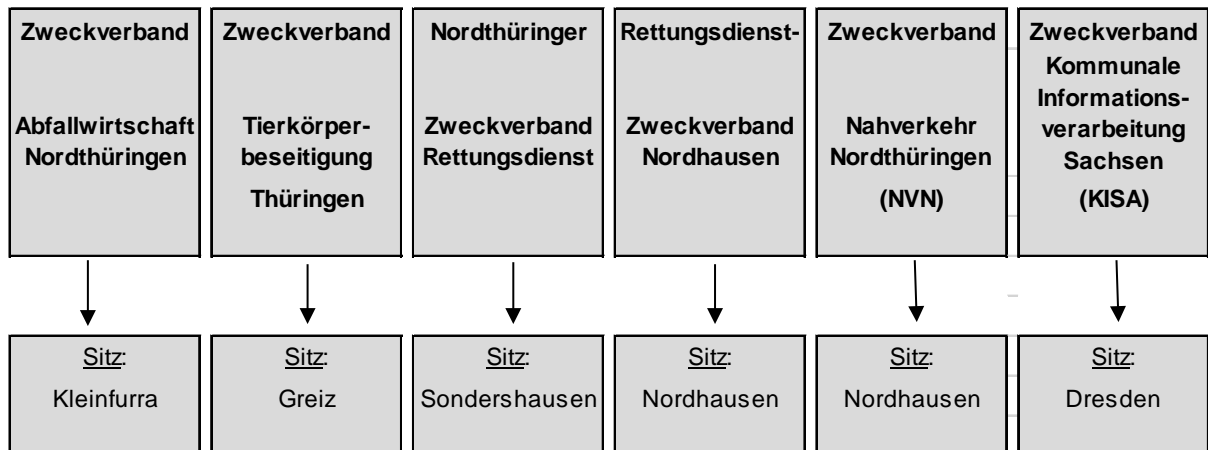 Zweckverband
Abfallwirtschaft
Nordthüringen
Zweckverband
Tierkörper-
beseitigung
Thüringen
Nordthüringer
Zweckverband
Rettungsdienst
Rettungsdienst-
Zweckverband
Nordhausen
Zweckverband
Nahverkehr
Nordthüringen
(NVN)
Zweckverband
Kommunale
Informations-
verarbeitung
Sachsen
(KISA)
Sitz:
Kleinfurra
Sitz:
Greiz
Sitz:
Sondershausen
Sitz:
Nordhausen
Sitz:
Nordhausen
Sitz:
Dresden